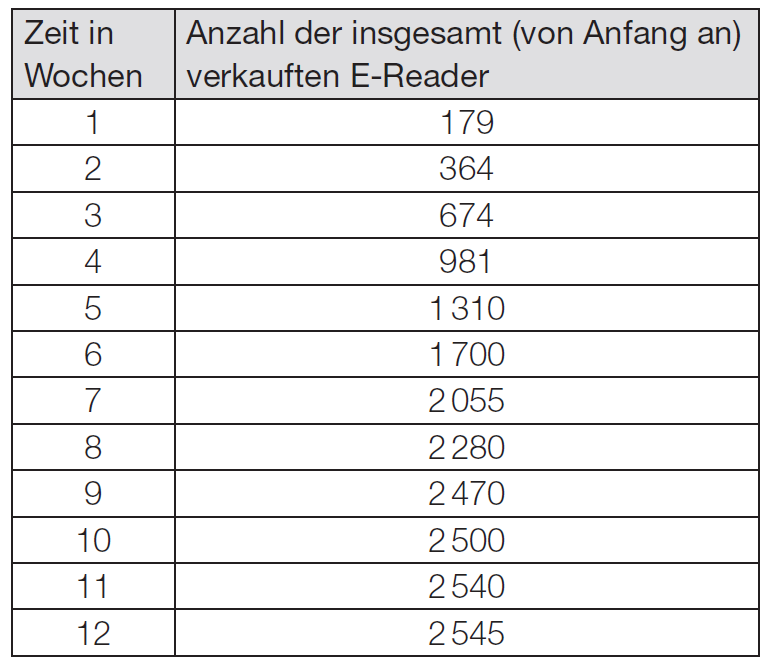 Zeit in Wochen | Anzahl der insgesamt (von Anfang an) verkauften E-Reader
1 | 179
2 | 364
3 | 674
4 | 981
5 | 1 310
6 | 1 700
7 | 2 055
8 | 2 280
9 | 2 470
10 | 2 500
11 | 2 540
12 | 2 545